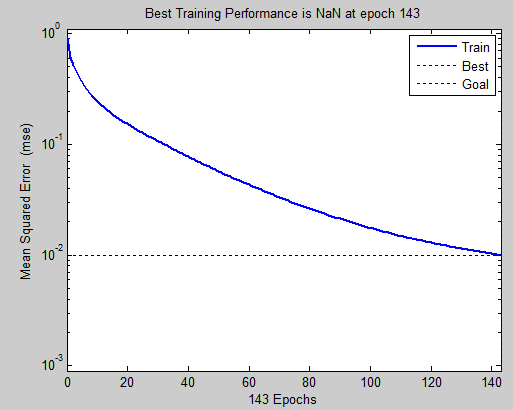 Best Training Performance is NaN at epoch 143
Train
Best
Goal
Mean Squared Error (mse)
10^0
10^-1
10^-2
10^-3
0 20 40 60 80 100 120 140
143 Epochs